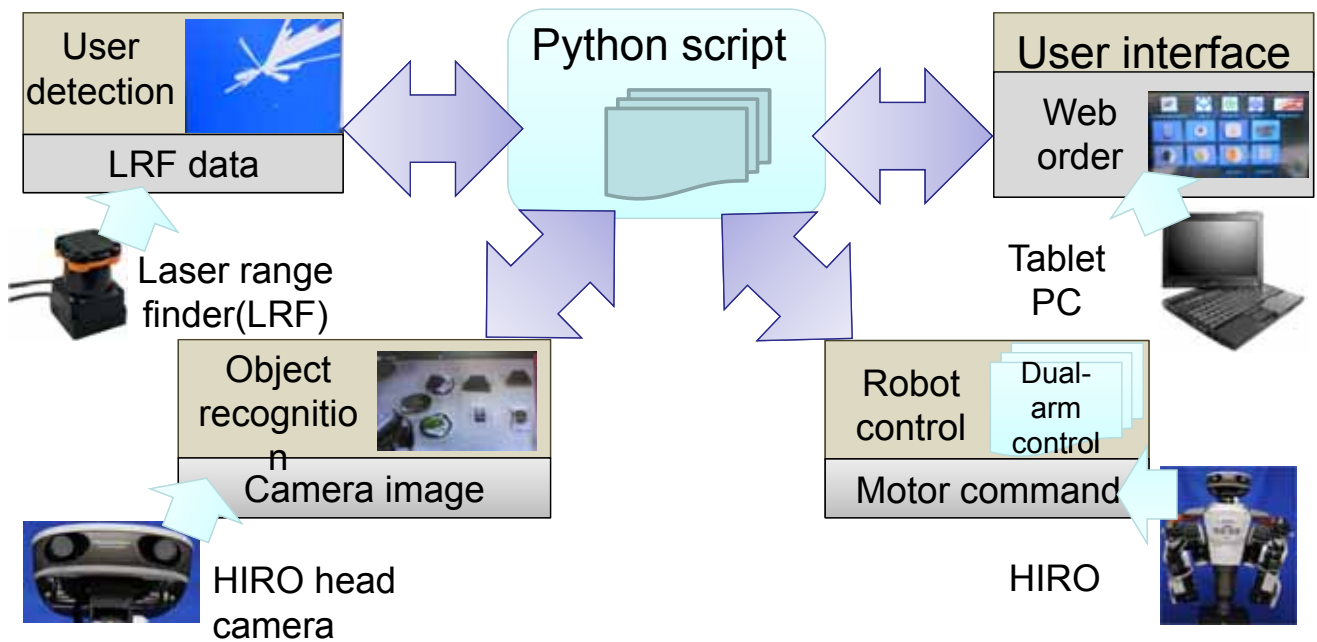 User
detection
LRF data
Laser range
finder(LRF)
Python script
User interface
Web
order
Tablet
PC
Object
recognitio
n
Camera image
HIRO head
camera
Robot
control
Dual-
arm
control
Motor command
HIRO